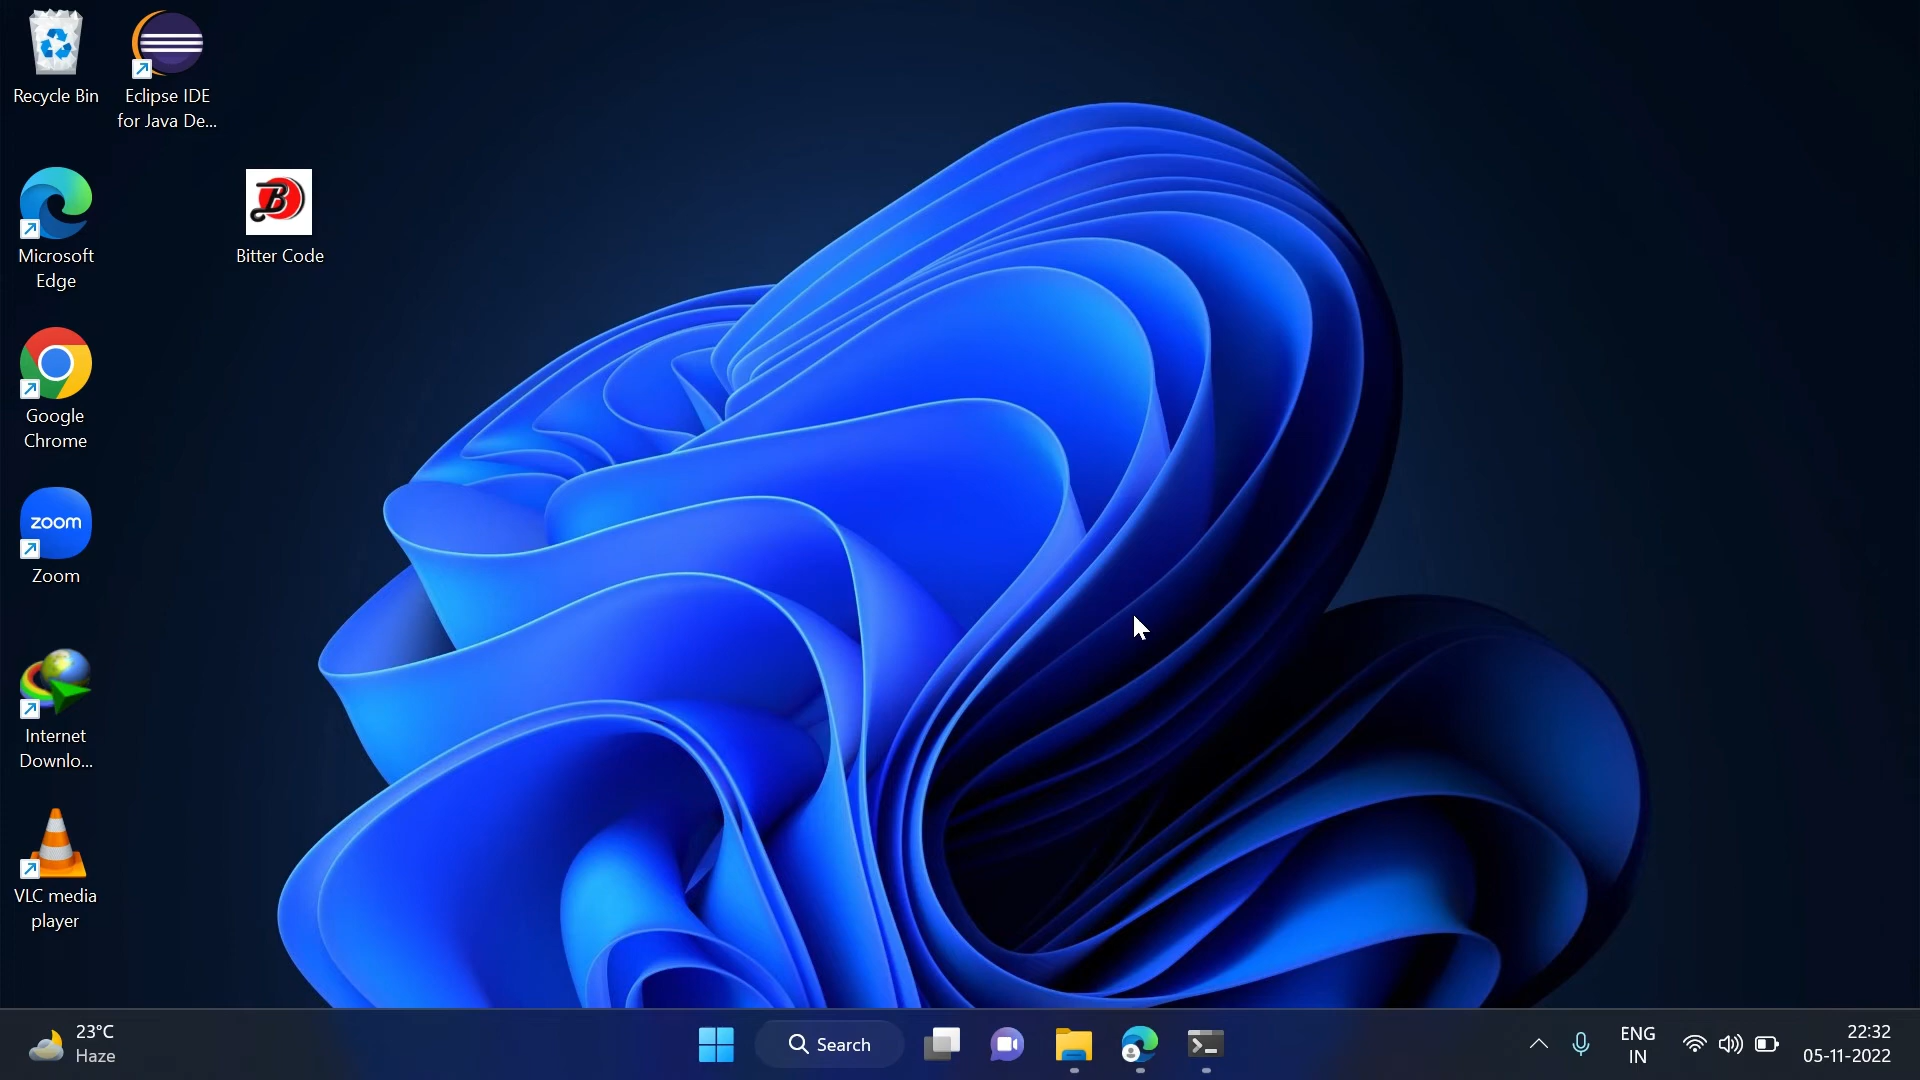 Recycle Bin
Eclipse IDE
for Java De...
Microsoft
Edge
B
Bitter Code
Google
Chrome
zoom
Zoom
Internet
Downlo...
VLC media
player
23°C
Haze
Search
ENG
IN
22:32
05-11-2022